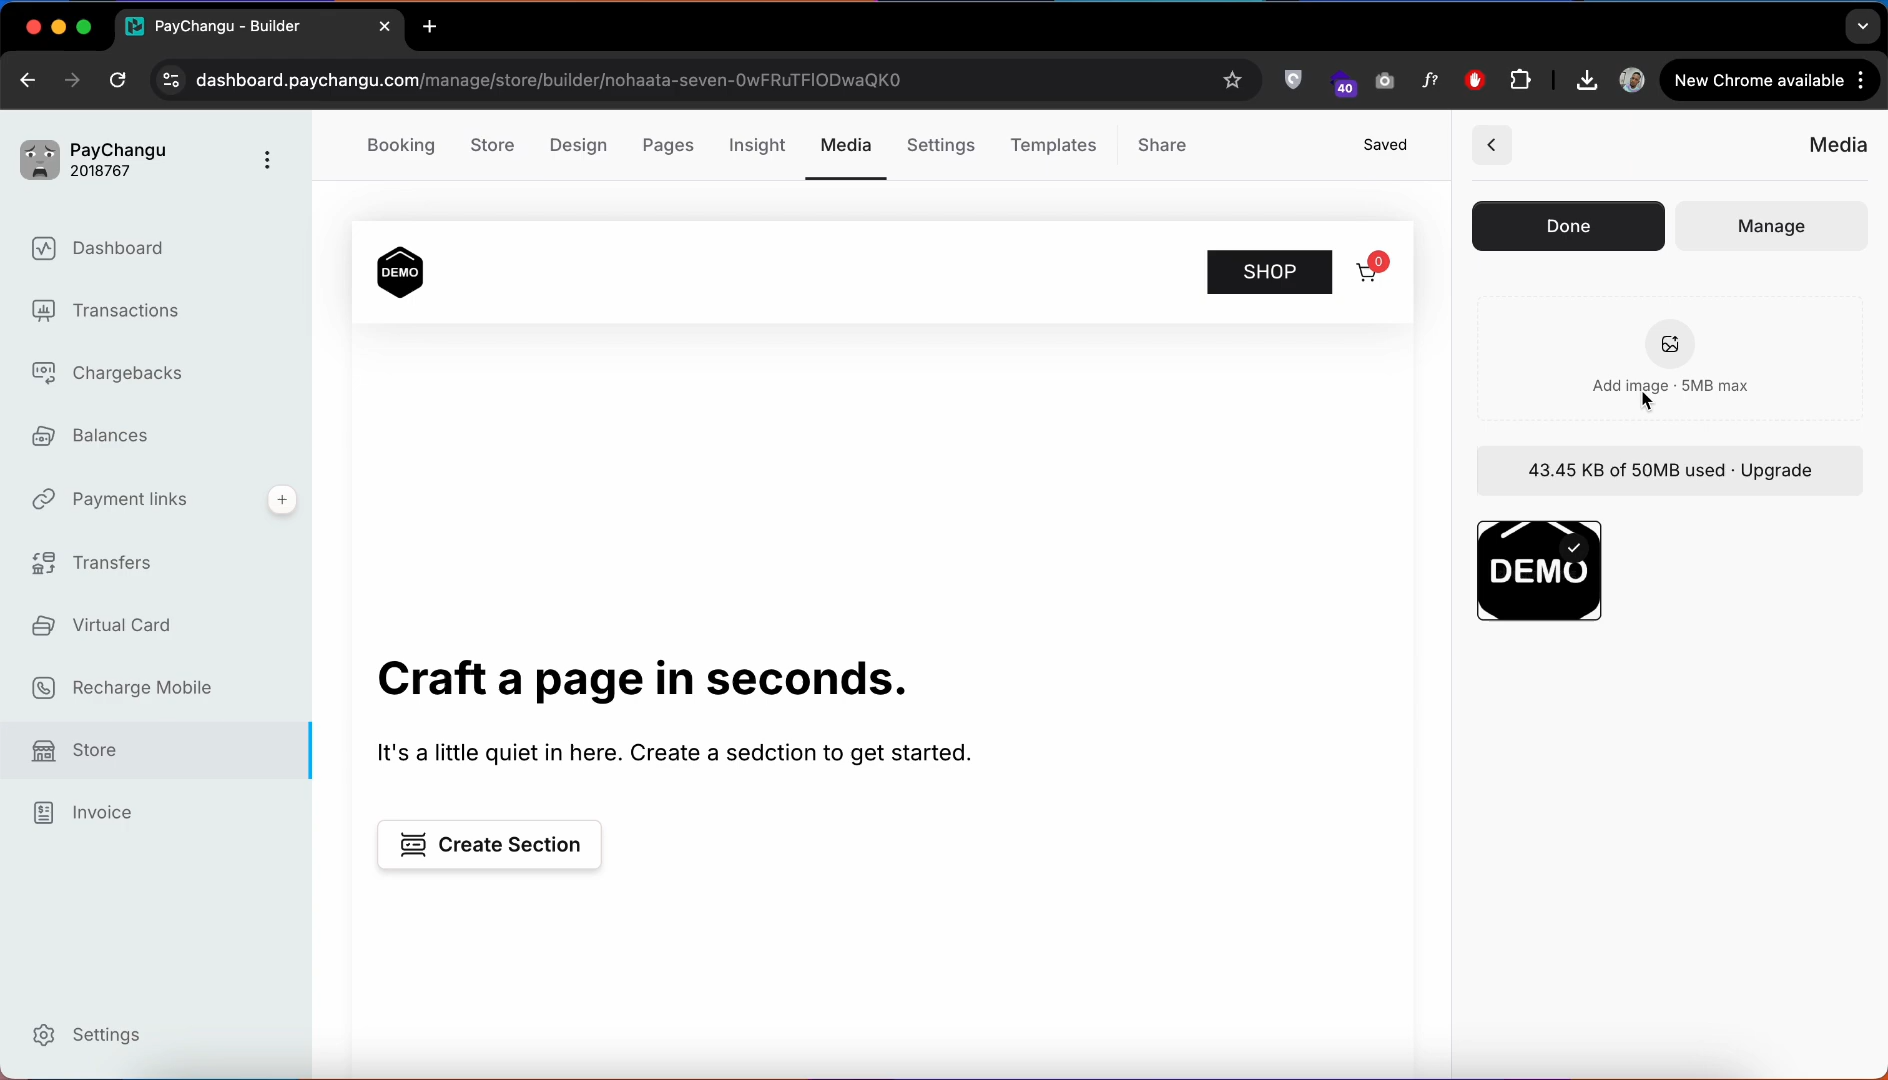 PayChangu - Builder
dashboard.paychangu.com/manage/store/builder/nohaata-seven-0wFRuTFlODwaQK0
40
f?
New Chrome available
PayChangu
2018767
Dashboard
Transactions
Chargebacks
Balances
Payment links
Transfers
Virtual Card
Recharge Mobile
Store
Invoice
Settings
Booking
Store
Design
Pages
Insight
Media
Settings
Templates
Share
Saved
DEMO
SHOP
0
Craft a page in seconds.
It's a little quiet in here. Create a sedction to get started.
Create Section
Media
Done
Manage
Add image · 5MB max
43.45 KB of 50MB used · Upgrade
DEMO